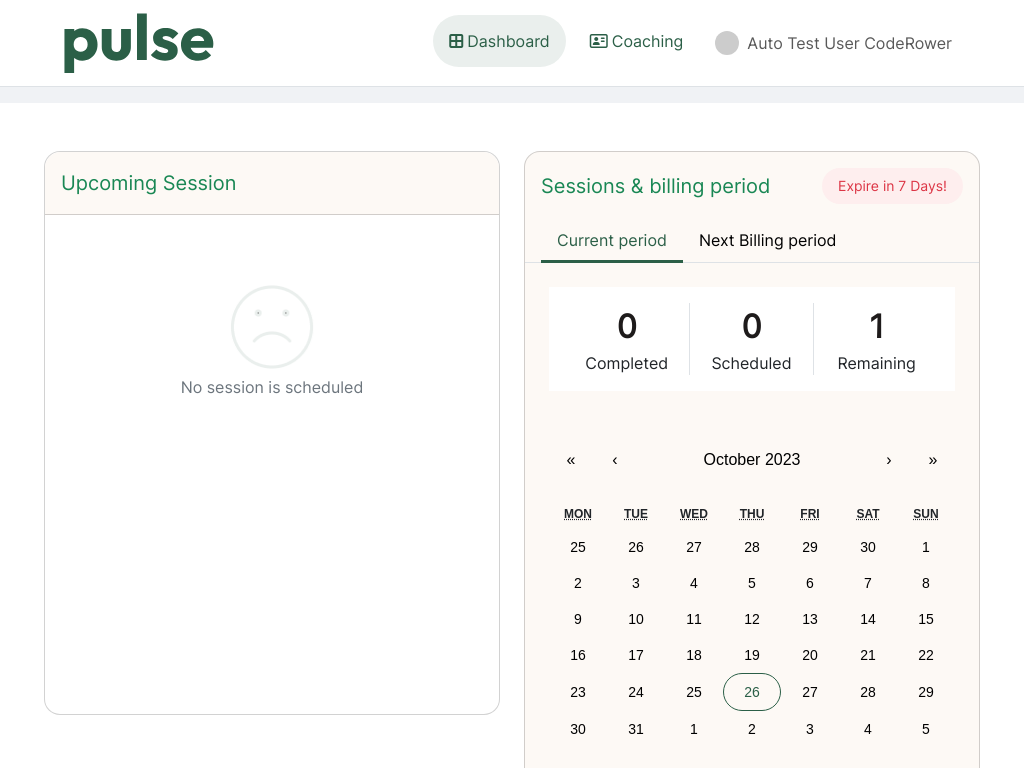 pulse
Dashboard
Coaching
Auto Test User CodeRower
Upcoming Session
No session is scheduled
Sessions & billing period
Expire in 7 Days!
Current period
Next Billing period
0 0 1
Completed Scheduled Remaining
« ‹ October 2023 › »
MON TUE WED THU FRI SAT SUN
25 26 27 28 29 30 1
2 3 4 5 6 7 8
9 10 11 12 13 14 15
16 17 18 19 20 21 22
23 24 25 26 27 28 29
30 31 1 2 3 4 5